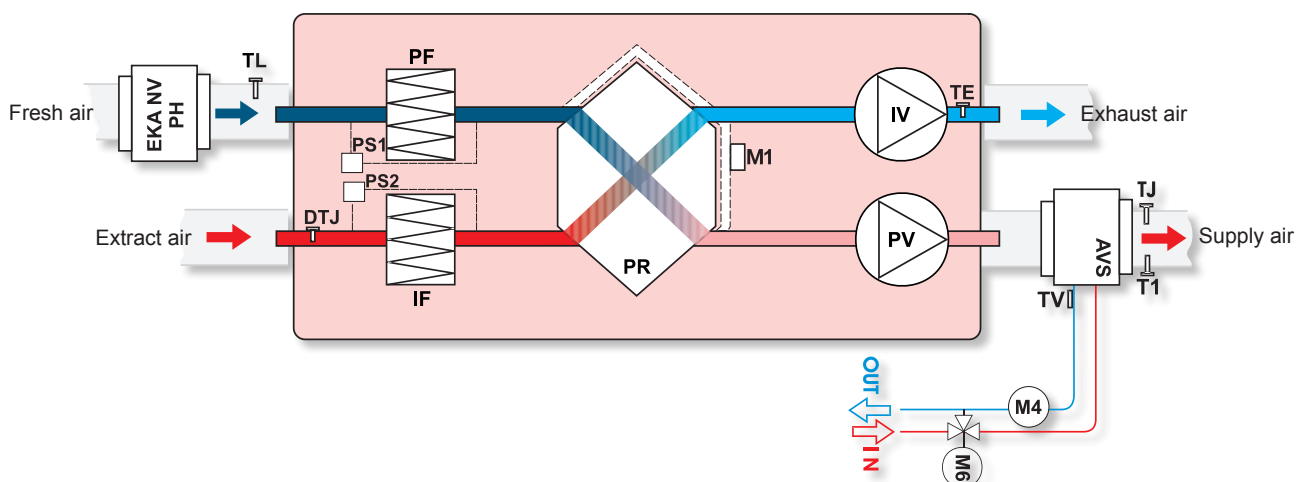 EKA NV
PH
TL
PF
IV
TE
Fresh air
Exhaust air
PS1
PS2
M1
DTJ
Extract air
IF
PR
PV
AVS
TJ
Supply air
T1
TV
OUT
M4
IN
M6